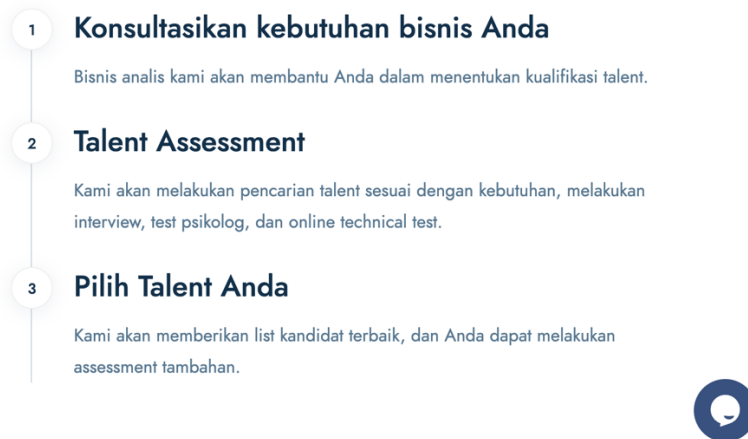 1
Konsultasikan kebutuhan bisnis Anda
Bisnis analis kami akan membantu Anda dalam menentukan kualifikasi talent.
2
Talent Assessment
Kami akan melakukan pencarian talent sesuai dengan kebutuhan, melakukan
interview, test psikolog, dan online technical test.
3
Pilih Talent Anda
Kami akan memberikan list kandidat terbaik, dan Anda dapat melakukan
assessment tambahan.